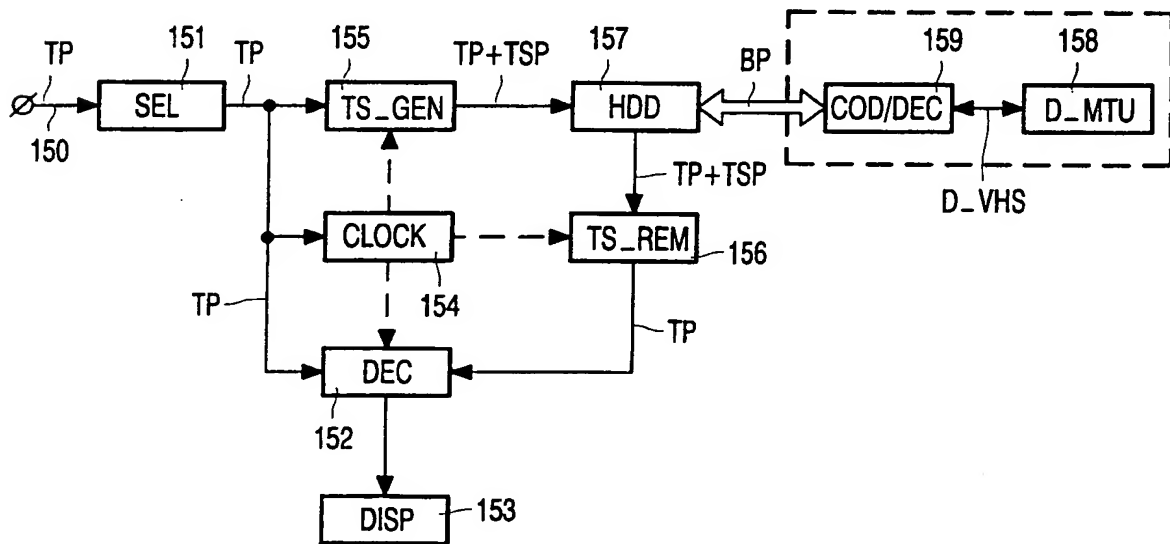 TP
150
151
SEL
TP
155
TS_GEN
TP+TSP
157
HDD
BP
159
COD/DEC
158
D_MTU
D_VHS
TP+TSP
CLOCK
154
TS_REM
156
TP
TP
DEC
152
DISP
153